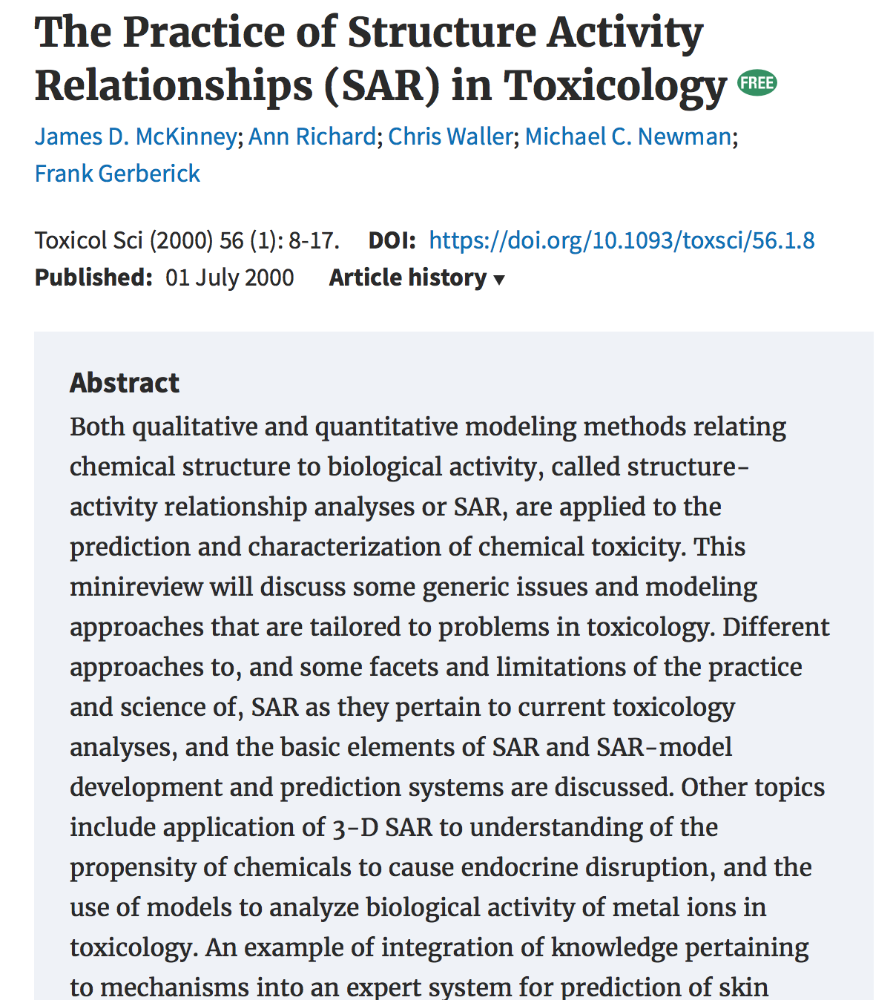 The Practice of Structure Activity
Relationships (SAR) in Toxicology FREE
James D. McKinney; Ann Richard; Chris Waller; Michael C. Newman;
Frank Gerberick
Toxicol Sci (2000) 56 (1): 8-17. DOI: https://doi.org/10.1093/toxsci/56.1.8
Published: 01 July 2000 Article history ▼
Abstract
Both qualitative and quantitative modeling methods relating
chemical structure to biological activity, called structure-
activity relationship analyses or SAR, are applied to the
prediction and characterization of chemical toxicity. This
minireview will discuss some generic issues and modeling
approaches that are tailored to problems in toxicology. Different
approaches to, and some facets and limitations of the practice
and science of, SAR as they pertain to current toxicology
analyses, and the basic elements of SAR and SAR-model
development and prediction systems are discussed. Other topics
include application of 3-D SAR to understanding of the
propensity of chemicals to cause endocrine disruption, and the
use of models to analyze biological activity of metal ions in
toxicology. An example of integration of knowledge pertaining
to mechanisms into an expert system for prediction of skin